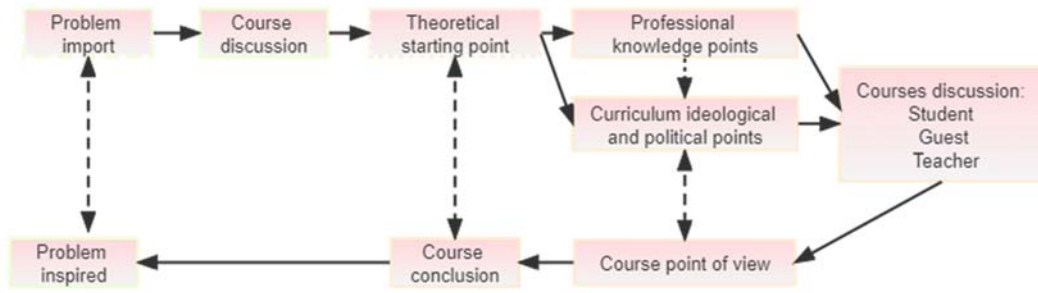 Problem
import
Course
discussion
Theoretical
starting point
Professional
knowledge points
Curriculum ideological
and political points
Courses discussion:
Student
Guest
Teacher
Problem
inspired
Course
conclusion
Course point of view